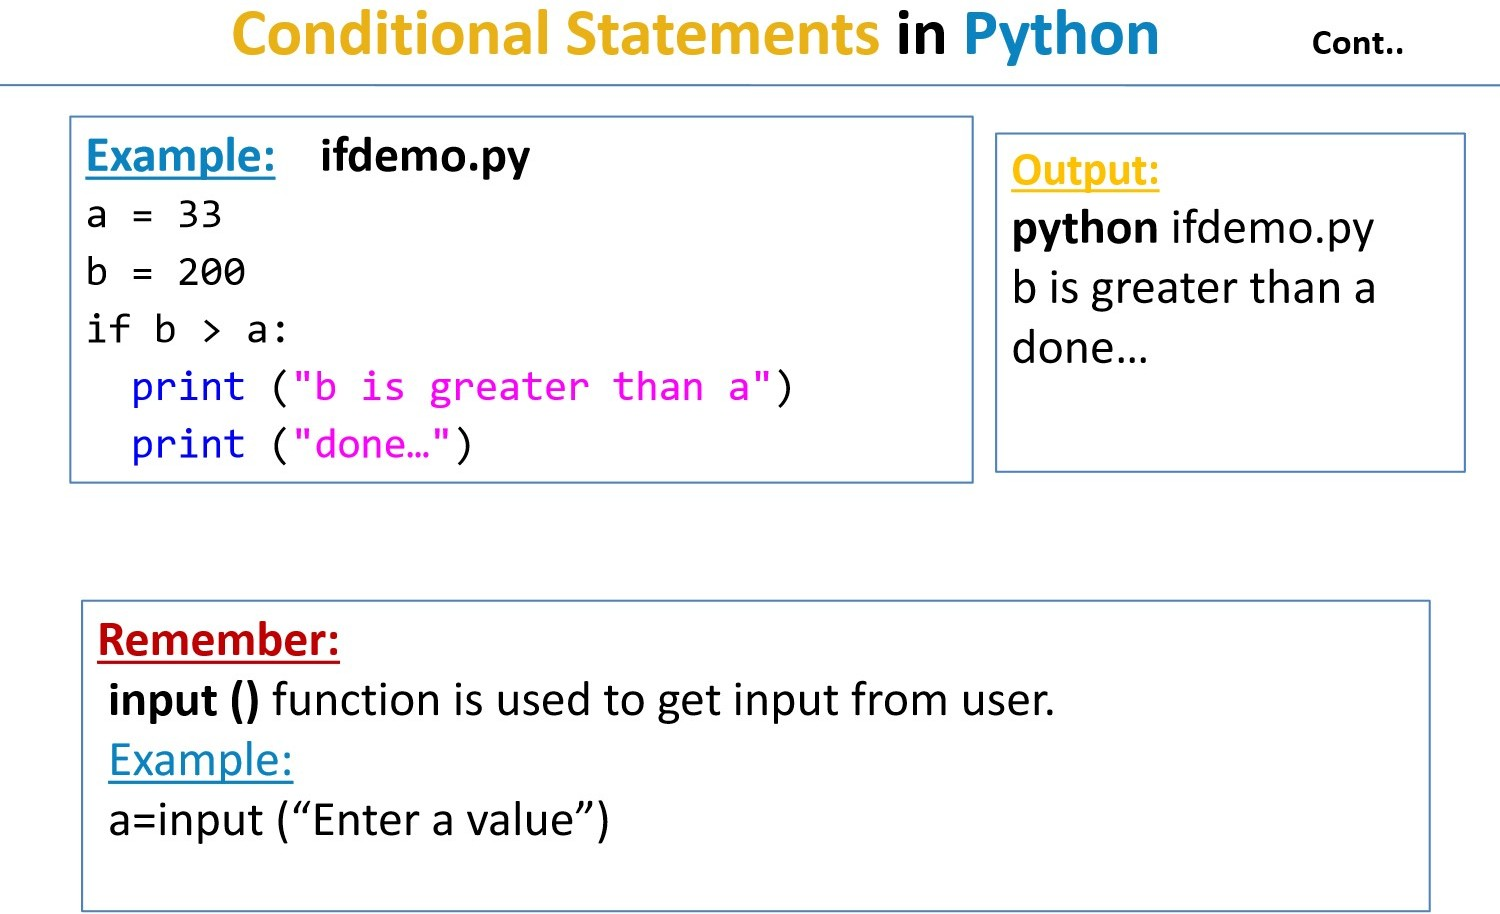 Conditional Statements in Python Cont..
Example: ifdemo.py
a = 33
b = 200
if b > a:
  print ("b is greater than a")
  print ("done…")
Output:
python ifdemo.py
b is greater than a
done…
Remember:
input () function is used to get input from user.
Example:
a=input (“Enter a value”)